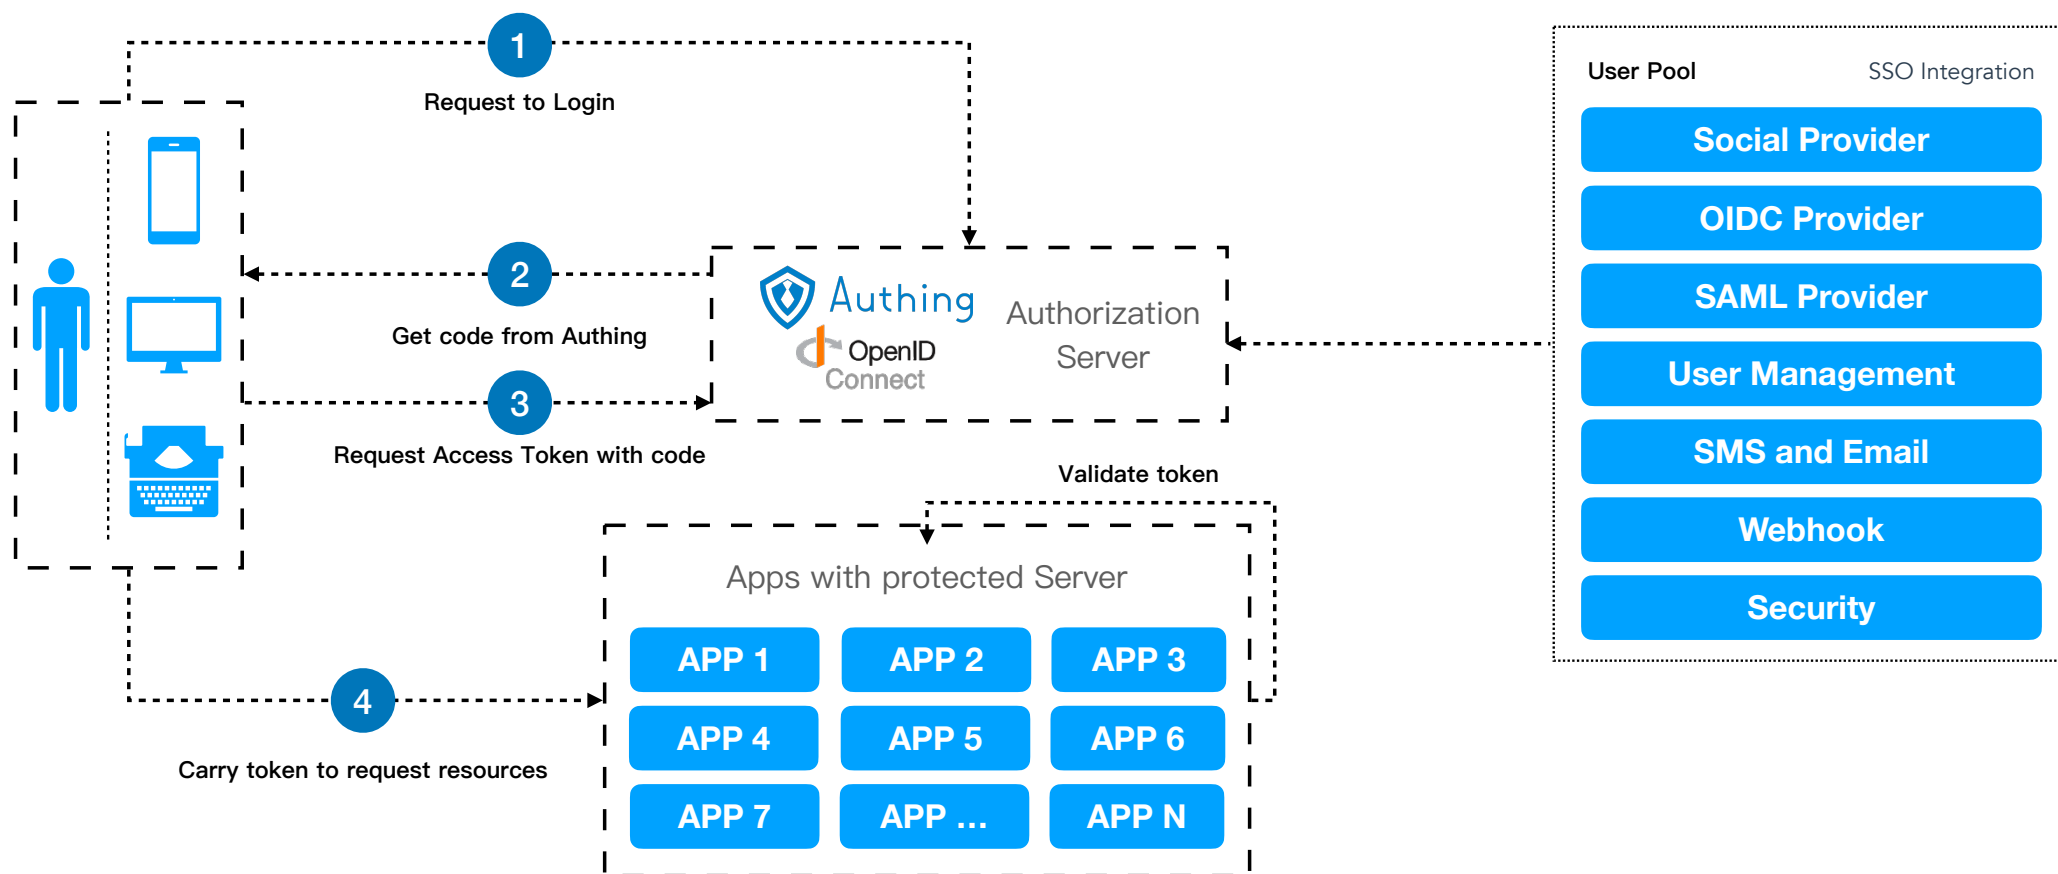 1
Request to Login
2
Get code from Authing
3
Request Access Token with code
4
Carry token to request resources
Authing
OpenID
Connect
Authorization
Server
Validate token
Apps with protected Server
APP 1
APP 2
APP 3
APP 4
APP 5
APP 6
APP 7
APP ...
APP N
User Pool
SSO Integration
Social Provider
OIDC Provider
SAML Provider
User Management
SMS and Email
Webhook
Security